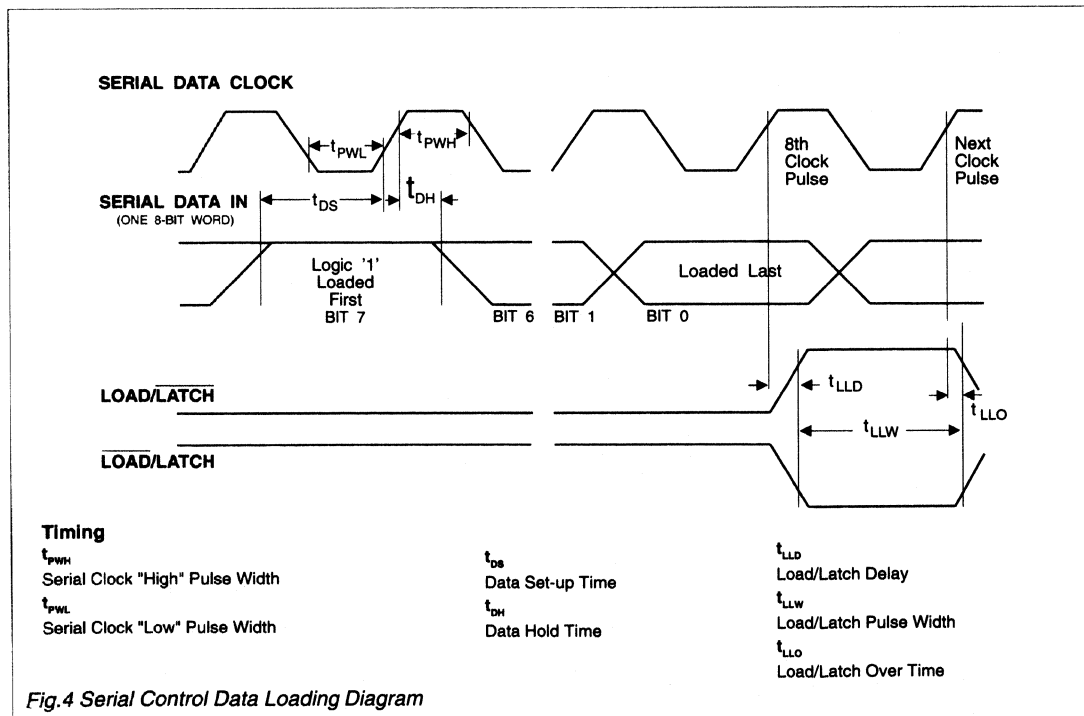 SERIAL DATA CLOCK
tPWL
tPWH
8th
Clock
Pulse
Next
Clock
Pulse
SERIAL DATA IN
(ONE 8-BIT WORD)
tDS
tDH
Logic '1'
Loaded
First
BIT 7
BIT 6
BIT 1
BIT 0
Loaded Last
LOAD/L̅A̅T̅C̅H̅
tLLD
tLLO
tLLW
L̅O̅A̅D̅/LATCH
Timing
tPWH
Serial Clock "High" Pulse Width
tPWL
Serial Clock "Low" Pulse Width
tDS
Data Set-up Time
tDH
Data Hold Time
tLLD
Load/Latch Delay
tLLW
Load/Latch Pulse Width
tLLO
Load/Latch Over Time
Fig.4 Serial Control Data Loading Diagram